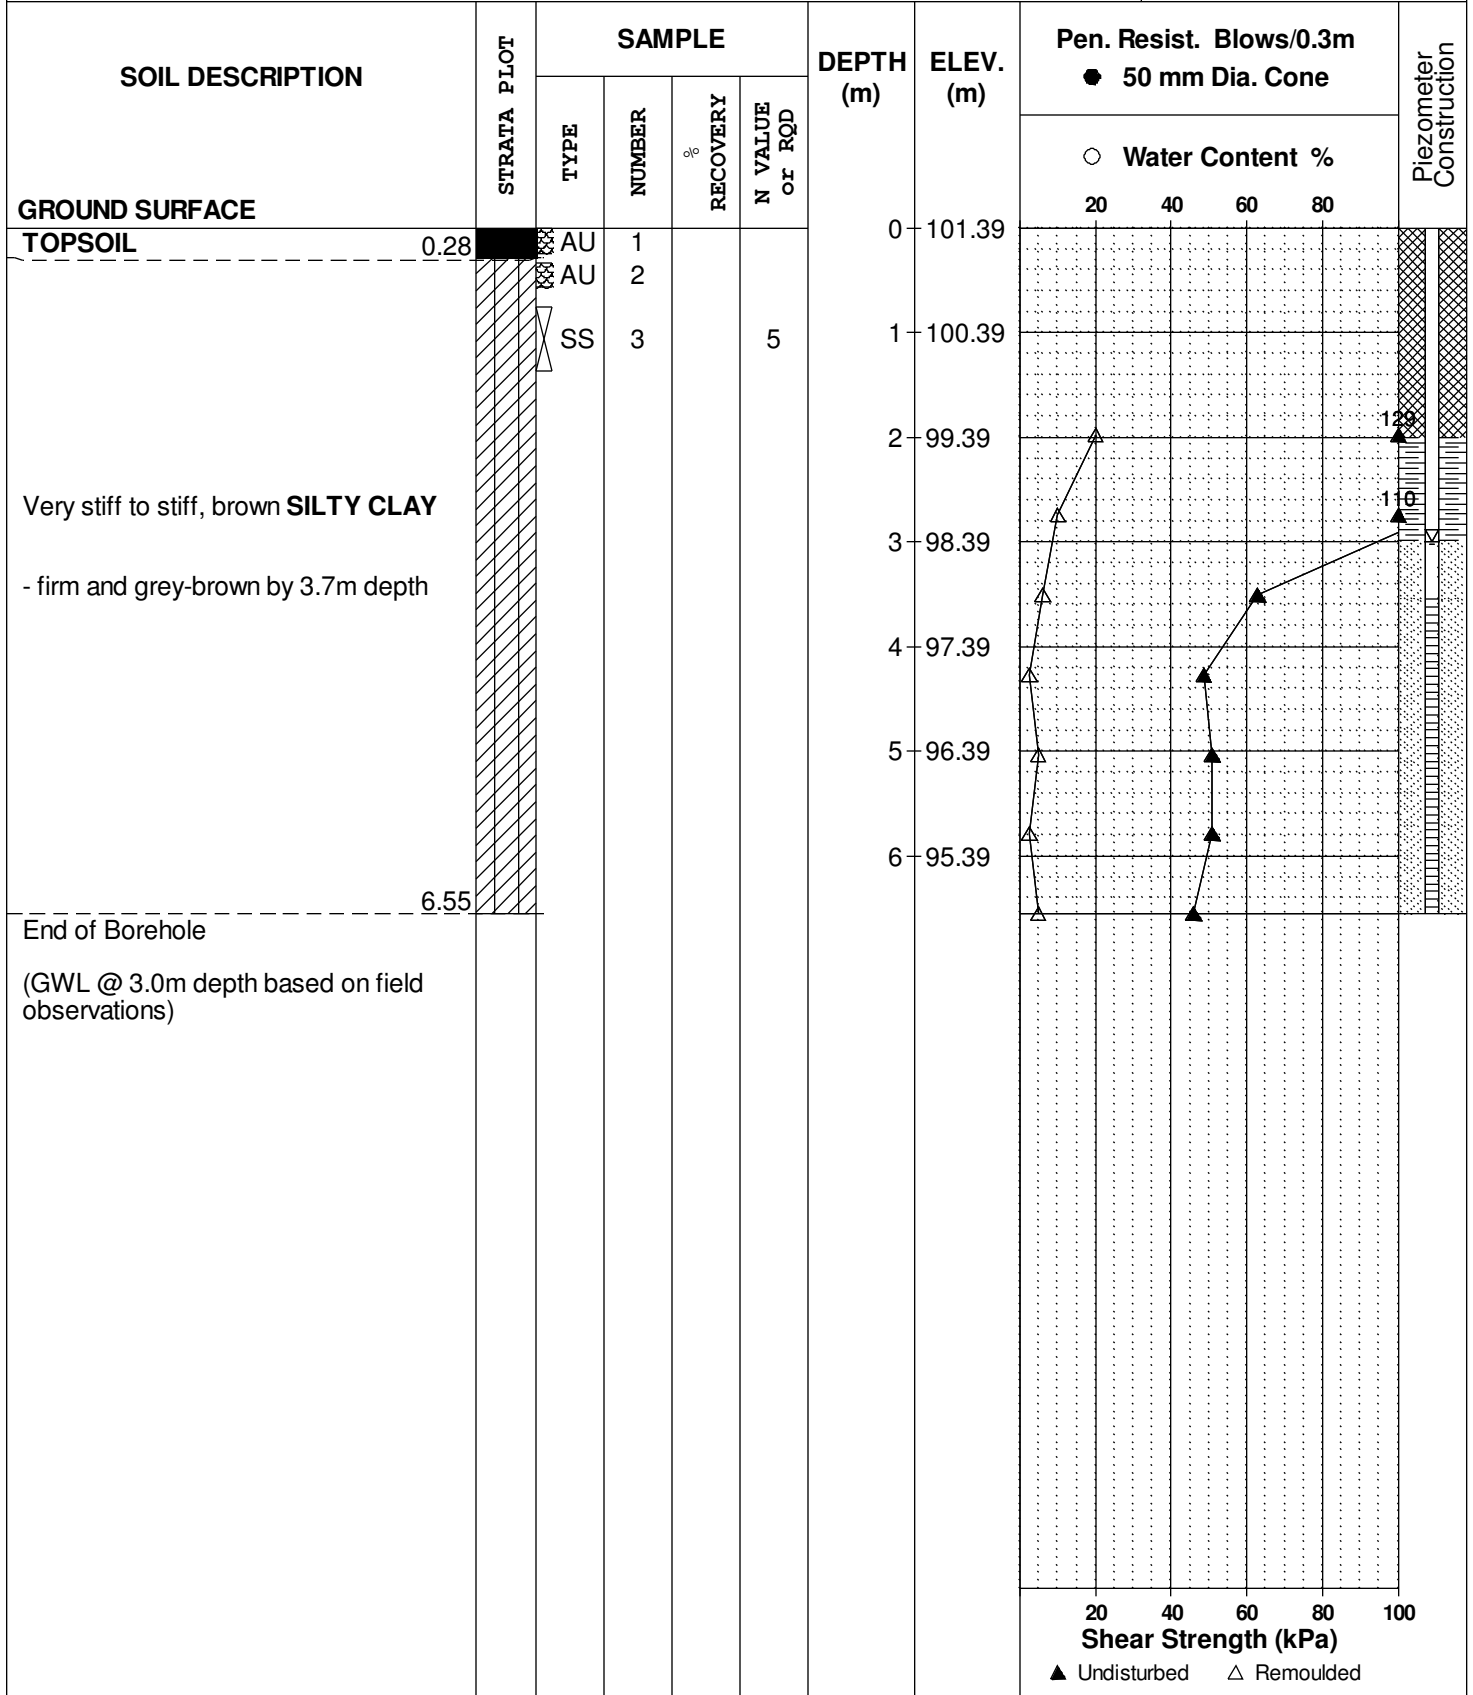 SOIL DESCRIPTION
GROUND SURFACE
STRATA PLOT
SAMPLE
TYPE
NUMBER
%
RECOVERY
N VALUE
or RQD
DEPTH
(m)
ELEV.
(m)
Pen. Resist. Blows/0.3m
● 50 mm Dia. Cone
○ Water Content %
20 40 60 80
Piezometer
Construction
TOPSOIL 0.28
AU 1
AU 2
SS 3 5
0 101.39
1 100.39
2 99.39
3 98.39
4 97.39
5 96.39
6 95.39
129
110
Very stiff to stiff, brown SILTY CLAY
- firm and grey-brown by 3.7m depth
6.55
End of Borehole
(GWL @ 3.0m depth based on field
observations)
20 40 60 80 100
Shear Strength (kPa)
▲ Undisturbed △ Remoulded